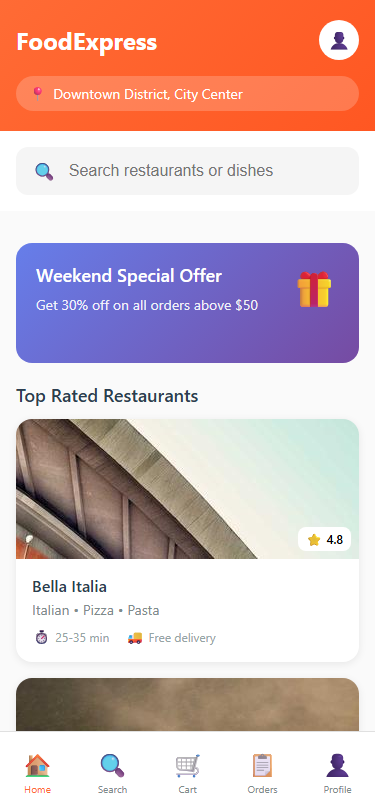 FoodExpress
Downtown District, City Center
Search restaurants or dishes
Weekend Special Offer
Get 30% off on all orders above $50
Top Rated Restaurants
4.8
Bella Italia
Italian • Pizza • Pasta
25-35 min Free delivery
Home Search Cart Orders Profile